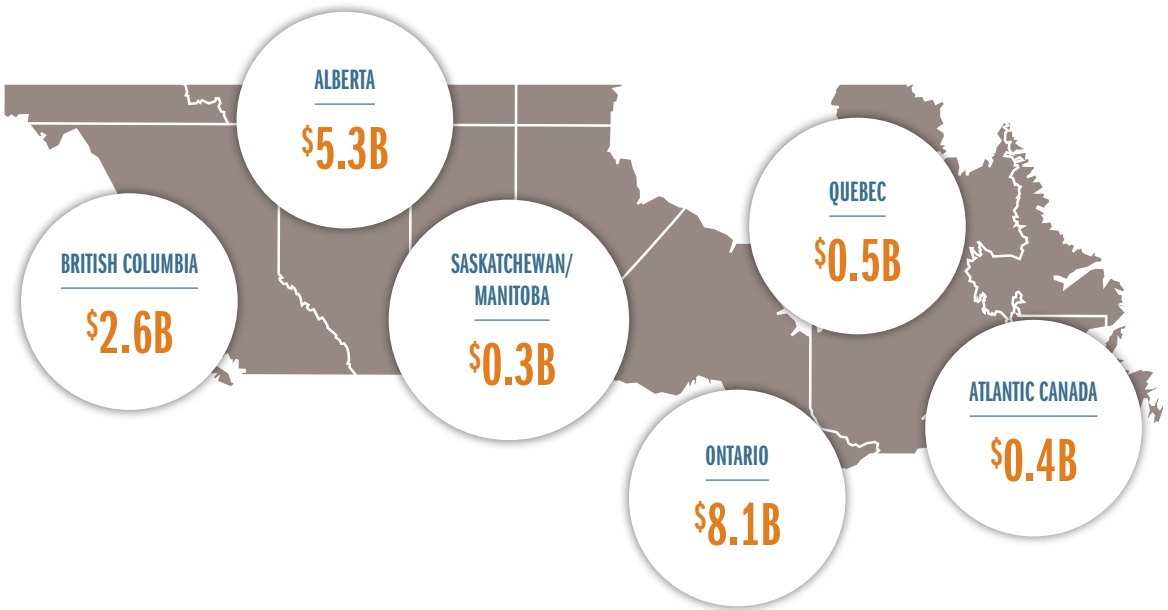 ALBERTA
$5.3B
BRITISH COLUMBIA
$2.6B
SASKATCHEWAN/
MANITOBA
$0.3B
QUEBEC
$0.5B
ONTARIO
$8.1B
ATLANTIC CANADA
$0.4B